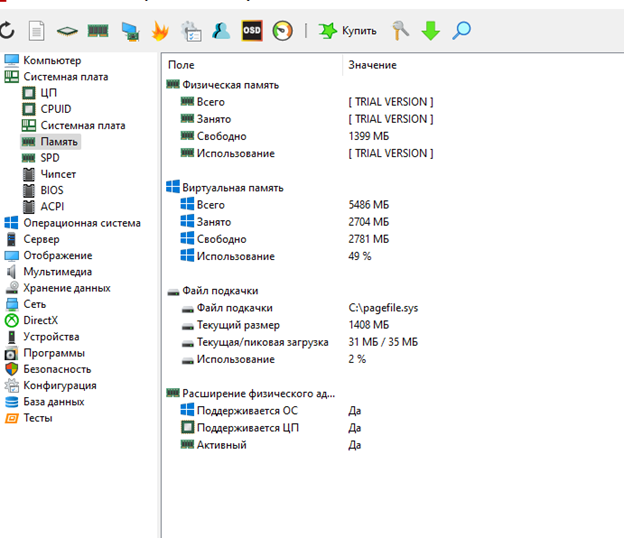 OSD Купить
Компьютер
Системная плата
ЦП
CPUID
Системная плата
Память
SPD
Чипсет
BIOS
ACPI
Операционная система
Сервер
Отображение
Мультимедиа
Хранение данных
Сеть
DirectX
Устройства
Программы
Безопасность
Конфигурация
База данных
Тесты
Поле Значение
Физическая память
Всего [ TRIAL VERSION ]
Занято [ TRIAL VERSION ]
Свободно 1399 МБ
Использование [ TRIAL VERSION ]
Виртуальная память
Всего 5486 МБ
Занято 2704 МБ
Свободно 2781 МБ
Использование 49 %
Файл подкачки
Файл подкачки C:\pagefile.sys
Текущий размер 1408 МБ
Текущая/пиковая загрузка 31 МБ / 35 МБ
Использование 2 %
Расширение физического ад...
Поддерживается ОС Да
Поддерживается ЦП Да
Активный Да